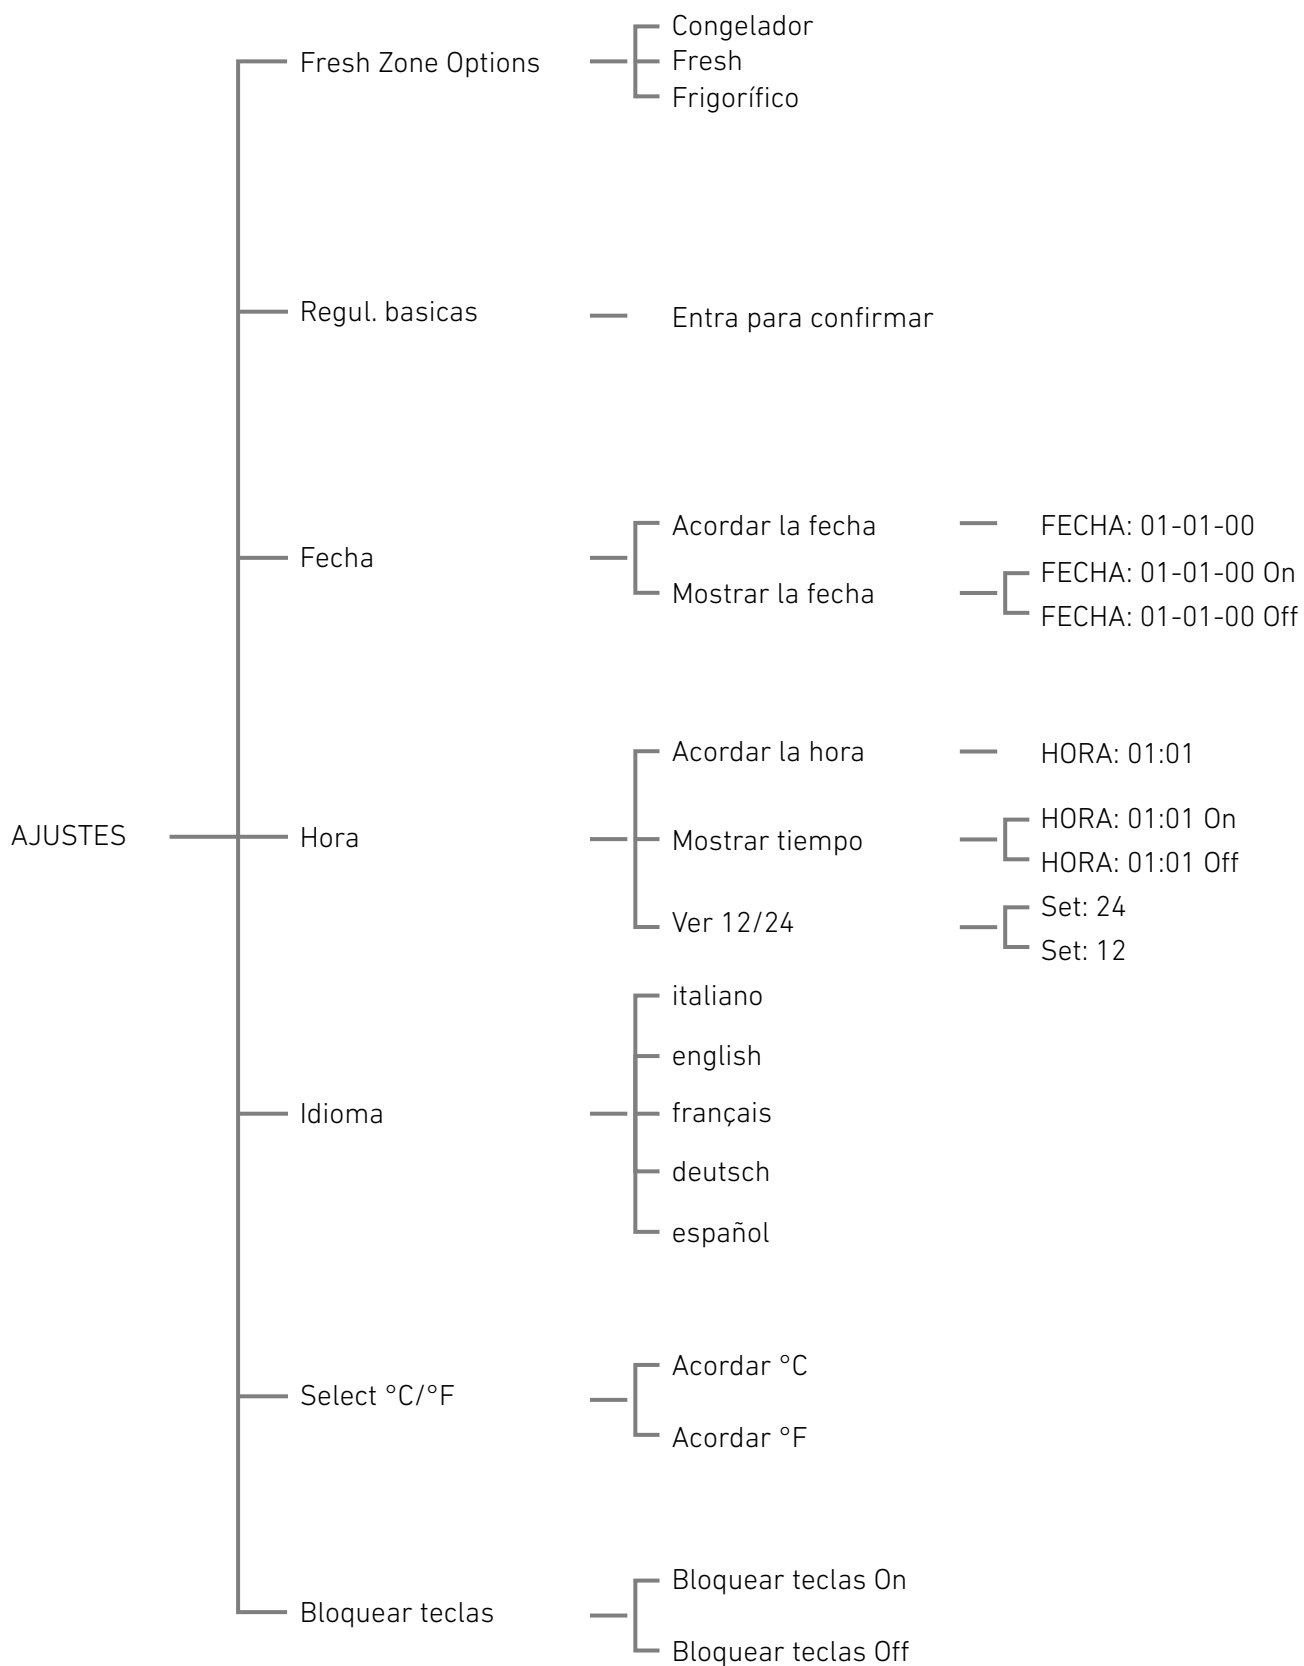 Fresh Zone Options
Congelador
Fresh
Frigorífico
Regul. basicas
Entra para confirmar
Fecha
Acordar la fecha
FECHA: 01-01-00
Mostrar la fecha
FECHA: 01-01-00 On
FECHA: 01-01-00 Off
AJUSTES
Hora
Acordar la hora
HORA: 01:01
Mostrar tiempo
HORA: 01:01 On
HORA: 01:01 Off
Ver 12/24
Set: 24
Set: 12
Idioma
italiano
english
français
deutsch
español
Select °C/°F
Acordar °C
Acordar °F
Bloquear teclas
Bloquear teclas On
Bloquear teclas Off